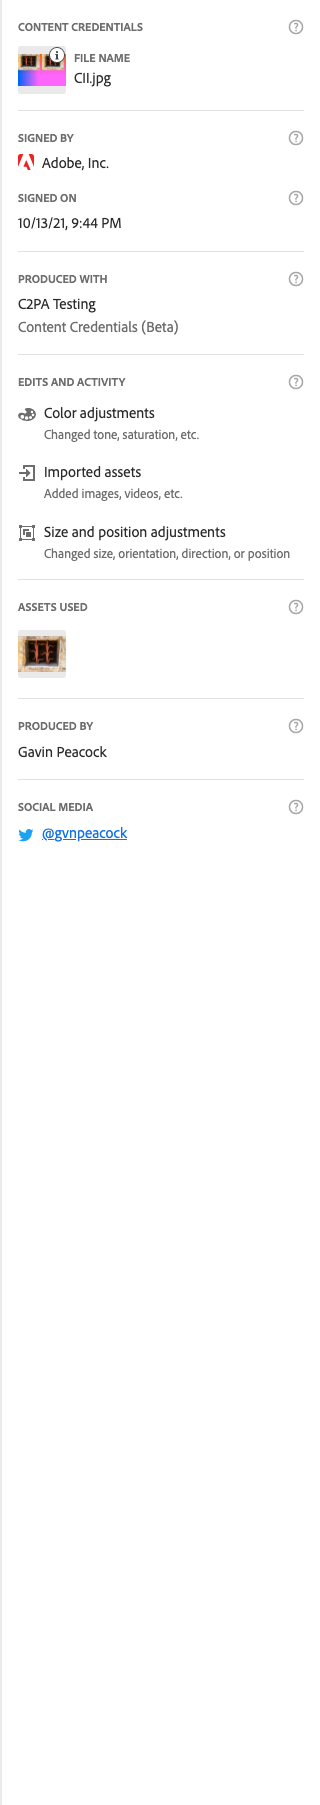 CONTENT CREDENTIALS
FILE NAME
CII.jpg
SIGNED BY
Adobe, Inc.
SIGNED ON
10/13/21, 9:44 PM
PRODUCED WITH
C2PA Testing
Content Credentials (Beta)
EDITS AND ACTIVITY
Color adjustments
Changed tone, saturation, etc.
Imported assets
Added images, videos, etc.
Size and position adjustments
Changed size, orientation, direction, or position
ASSETS USED
PRODUCED BY
Gavin Peacock
SOCIAL MEDIA
@gvnpeacock